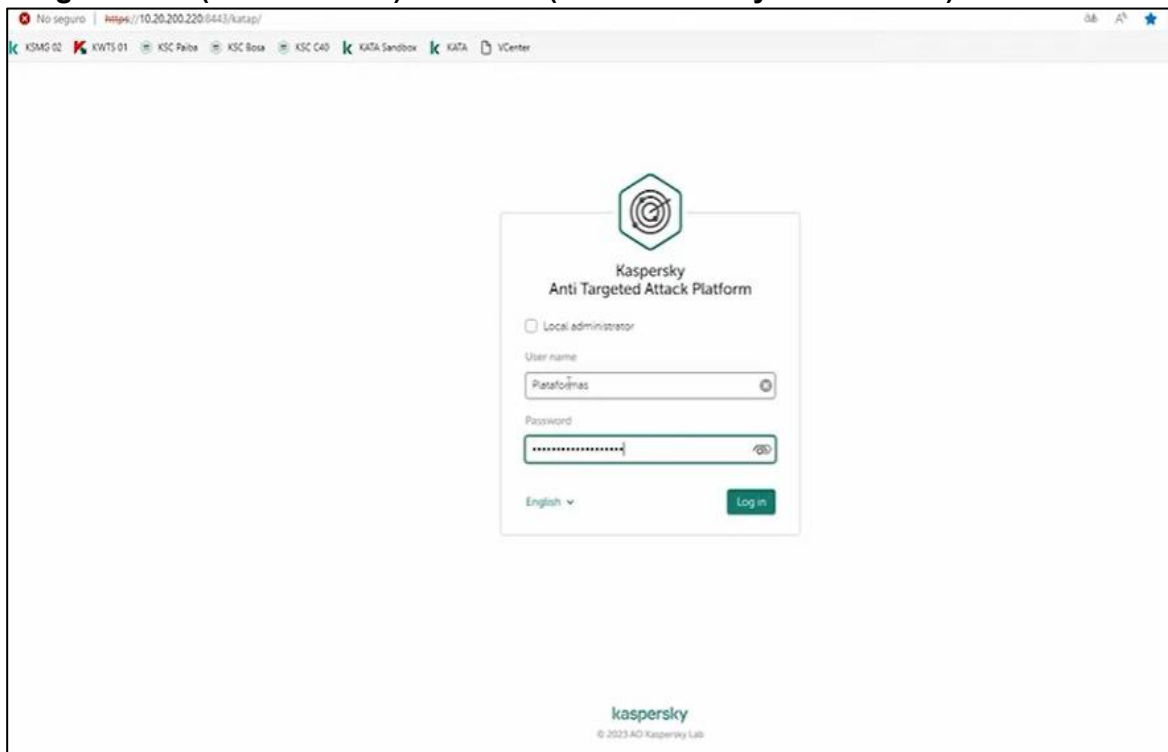 No seguro | https://10.20.200.220:8443/katap/
KSMG 02 KWTS 01 KSC Paiba KSC Bosa KSC C40 KATA Sandbox KATA VCenter
Kaspersky
Anti Targeted Attack Platform
Local administrator
User name
Plataformas
Password
English
Log in
kaspersky
© 2023 AO Kaspersky Lab